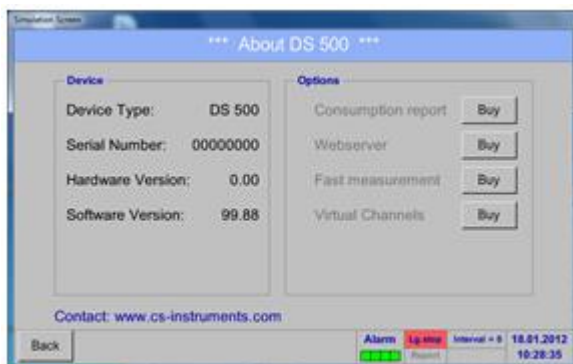 Simulation Screen
*** About DS 500 ***
Device
Device Type: DS 500
Serial Number: 00000000
Hardware Version: 0.00
Software Version: 99.88
Options
Consumption report Buy
Webserver Buy
Fast measurement Buy
Virtual Channels Buy
Contact: www.cs-instruments.com
Back
Alarm Lg.stop Interval = 6 18.01.2012
Report 10:28:35